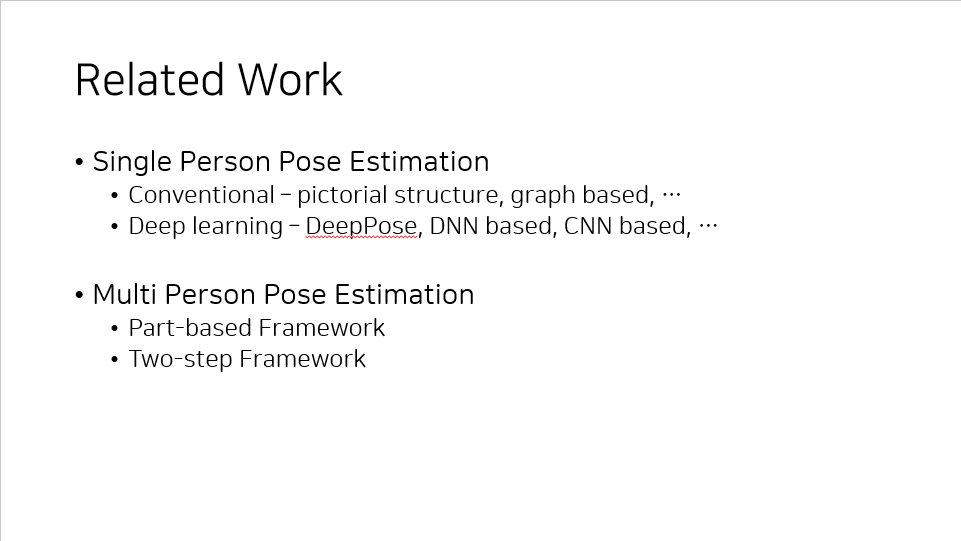 Related Work
• Single Person Pose Estimation
• Conventional – pictorial structure, graph based, ⋯
• Deep learning – DeepPose, DNN based, CNN based, ⋯
• Multi Person Pose Estimation
• Part-based Framework
• Two-step Framework